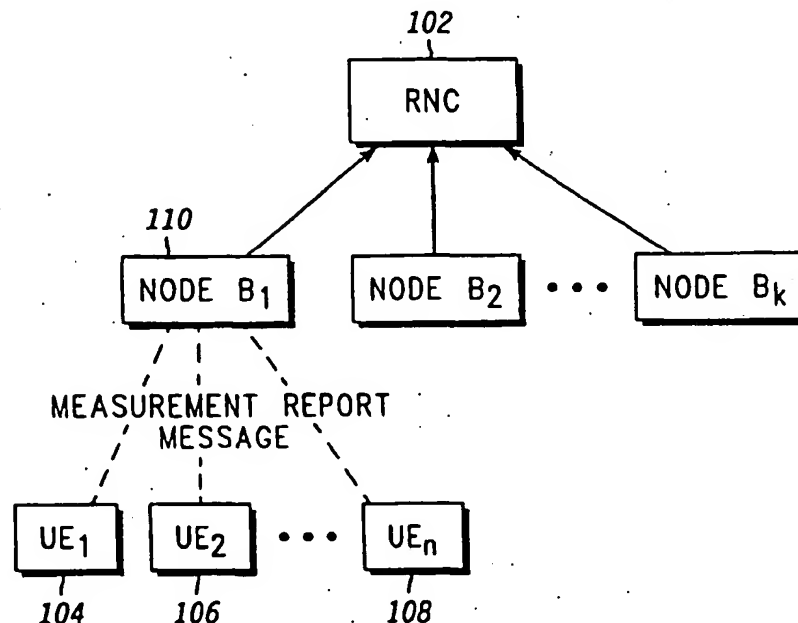 102
RNC
110
NODE B₁ NODE B₂ • • • NODE Bₖ
MEASUREMENT REPORT
MESSAGE
UE₁ UE₂ • • • UEₙ
104 106 108